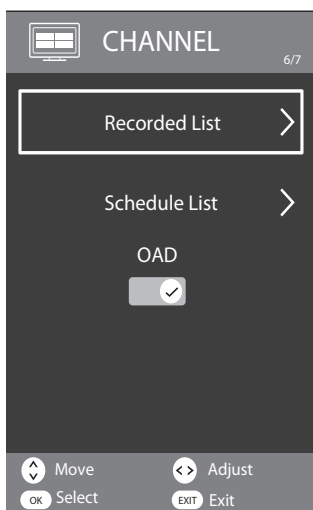 CHANNEL
6/7
Recorded List
Schedule List
OAD
Move
Adjust
OK Select
EXIT Exit